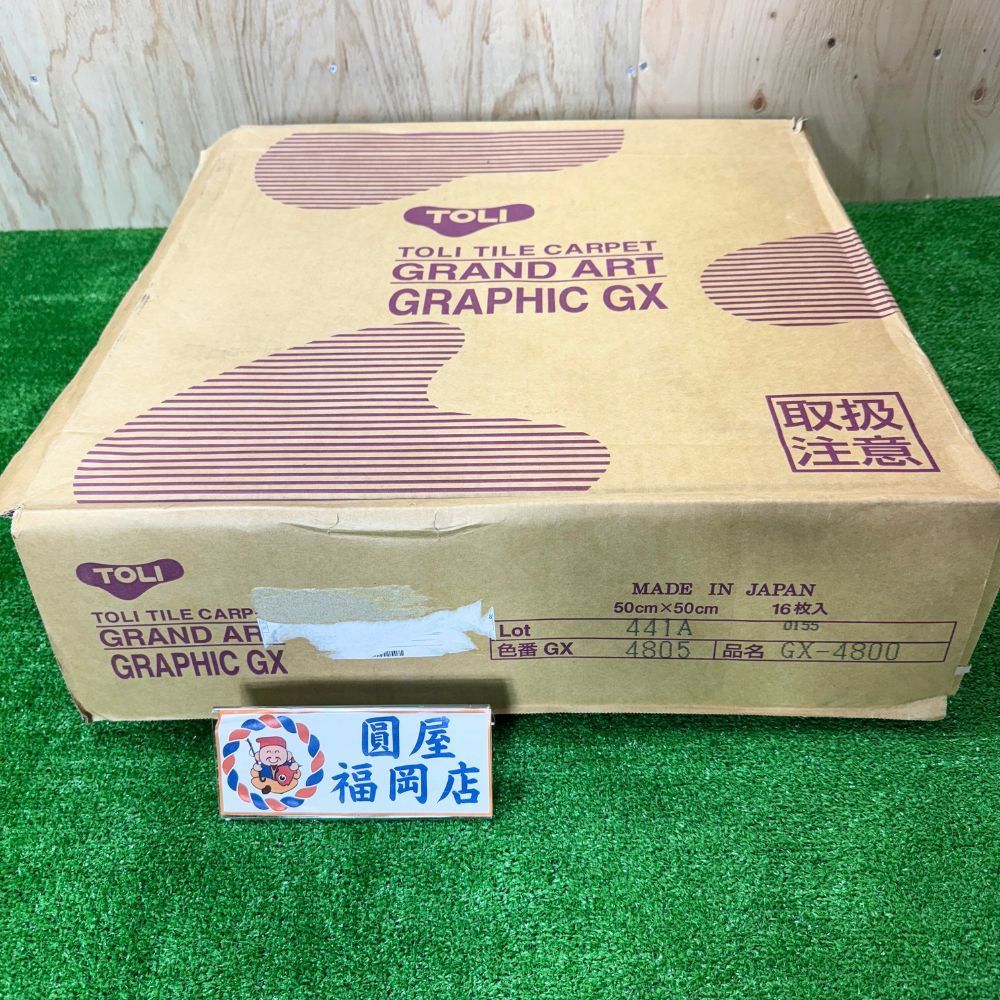 TOLI
TOLI TILE CARPET
GRAND ART
GRAPHIC GX
取扱
注意
TOLI
TOLI TILE CARP
GRAND AR
GRAPHIC GX
MADE IN JAPAN
50cm×50cm 16枚入
Lot 441A 0155
色番 GX 4805 品名 GX-4800
圓屋
福岡店